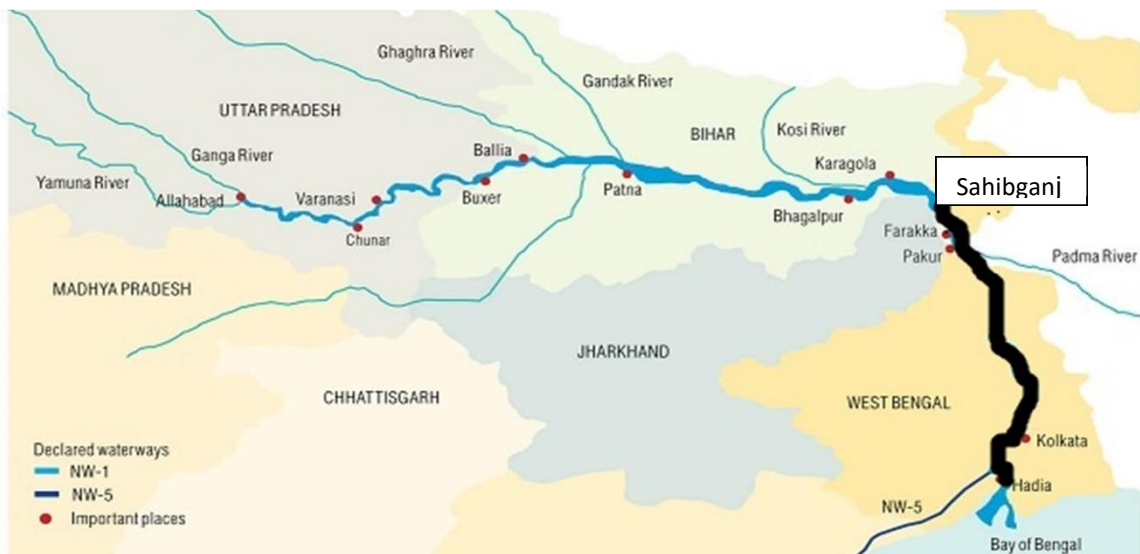 Ghaghra River
Gandak River
UTTAR PRADESH
BIHAR
Kosi River
Ganga River
Ballia
Karagola
Yamuna River
Allahabad
Varanasi
Buxer
Patna
Sahibganj
Bhagalpur
Chunar
Farakka
Pakur
Padma River
MADHYA PRADESH
JHARKHAND
CHHATTISGARH
WEST BENGAL
Declared waterways
NW-1
Kolkata
NW-5
Hadia
Important places
NW-5
Bay of Bengal